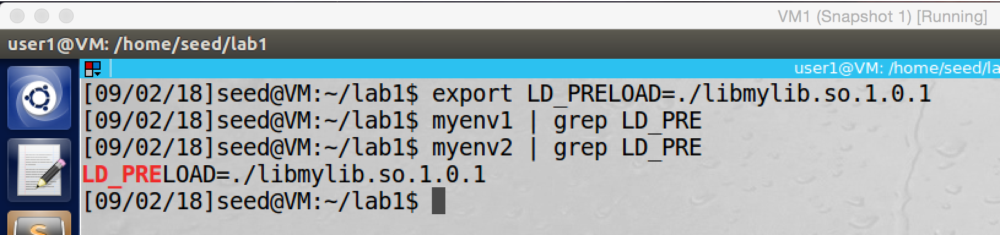 VM1 (Snapshot 1) [Running]
user1@VM: /home/seed/lab1
user1@VM: /home/seed/la
[09/02/18]seed@VM:~/lab1$ export LD_PRELOAD=./libmylib.so.1.0.1
[09/02/18]seed@VM:~/lab1$ myenv1 | grep LD_PRE
[09/02/18]seed@VM:~/lab1$ myenv2 | grep LD_PRE
LD_PRELOAD=./libmylib.so.1.0.1
[09/02/18]seed@VM:~/lab1$